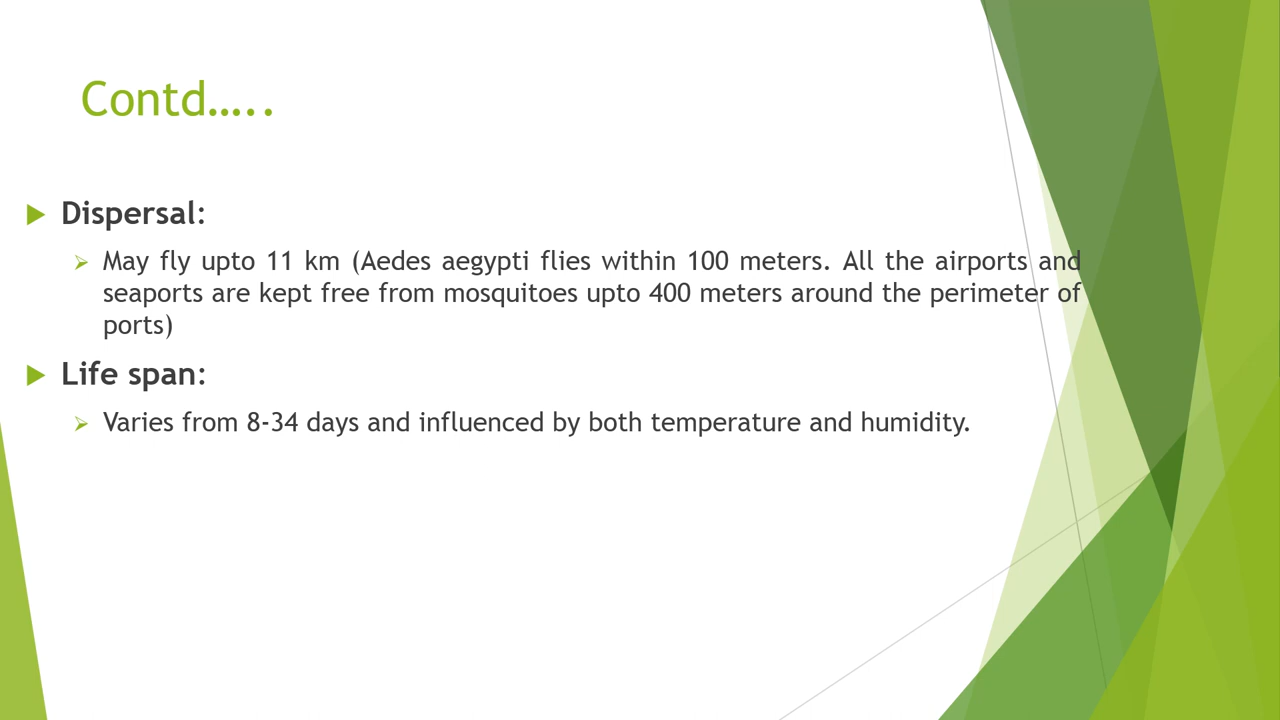 Contd…..
Dispersal:
May fly upto 11 km (Aedes aegypti flies within 100 meters. All the airports and
seaports are kept free from mosquitoes upto 400 meters around the perimeter of
ports)
Life span:
Varies from 8-34 days and influenced by both temperature and humidity.